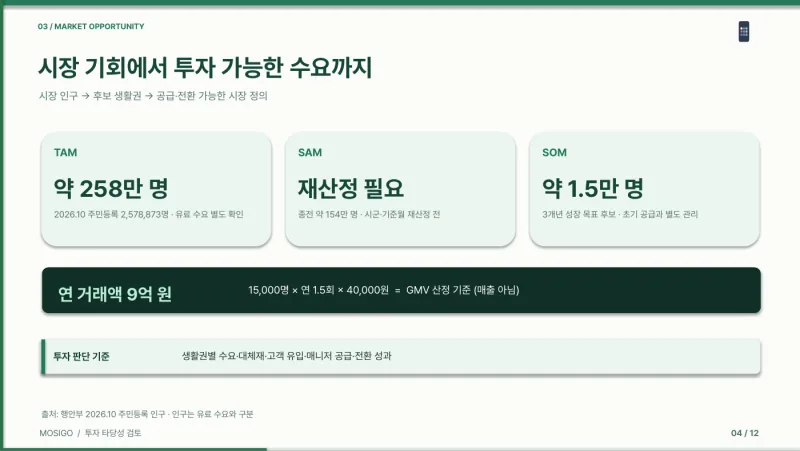 03 / MARKET OPPORTUNITY
시장 기회에서 투자 가능한 수요까지
시장 인구 → 후보 생활권 → 공급·전환 가능한 시장 정의
TAM
약 258만 명
2026.10 주민등록 2,578,873명 · 유료 수요 별도 확인
SAM
재산정 필요
종전 약 154만 명 · 시군·기준월 재산정 전
SOM
약 1.5만 명
3개년 성장 목표 후보 · 초기 공급과 별도 관리
연 거래액 9억 원
15,000명 × 연 1.5회 × 40,000원 = GMV 산정 기준 (매출 아님)
투자 판단 기준
생활권별 수요·대체재·고객 유입·매니저 공급·전환 성과
출처: 행안부 2026.10 주민등록 인구 · 인구는 유료 수요와 구분
MOSIGO / 투자 타당성 검토
04 / 12